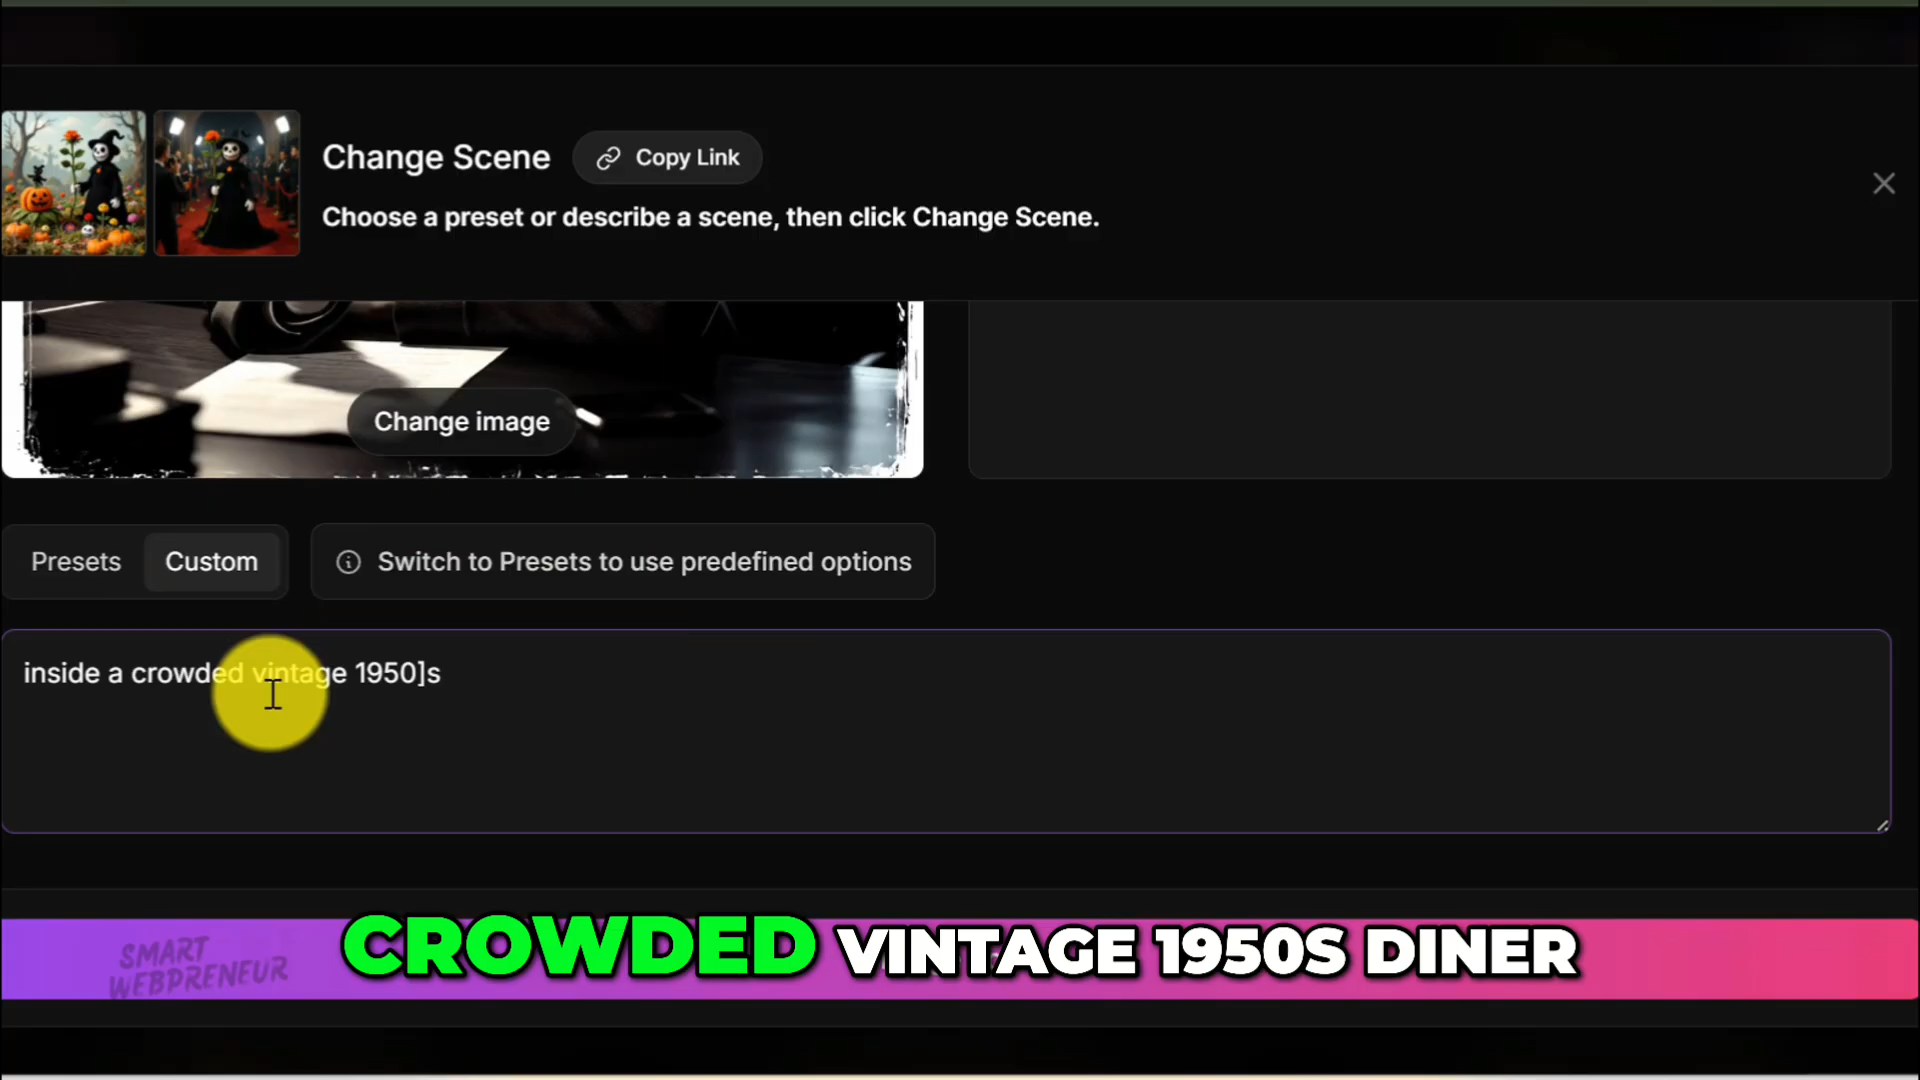 Change Scene
Copy Link
Choose a preset or describe a scene, then click Change Scene.
Change image
Presets
Custom
Switch to Presets to use predefined options
inside a crowded vintage 1950]s
SMART
WEBPRENEUR
CROWDED VINTAGE 1950S DINER